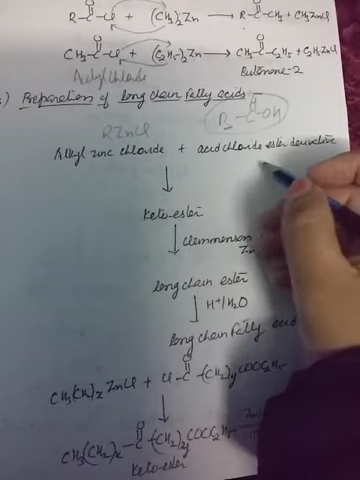 O
R-C-Cl + (CH3)2Zn → R-C-CH3 + CH3ZnCl
O O
CH3-C-Cl + (C2H5-)2Zn → CH3-C-C2H5 + C2H5ZnCl
Acetylchloride Butanone-2
) Preparation of long chain fatty acids
RZnCl R-C-OH
Alkyl zinc chloride + acid chloride ester derivative
↓
Keto-ester
↓ Clemmenson
Zn
long chain ester
↓ H+/H2O
long chain fatty acid
O
CH3(CH2)x ZnCl + Cl-C-(CH2)y COOC2H5
↓
O
CH3(CH2)x-C-(CH2)y COOC2H5 Zn
Keto-ester